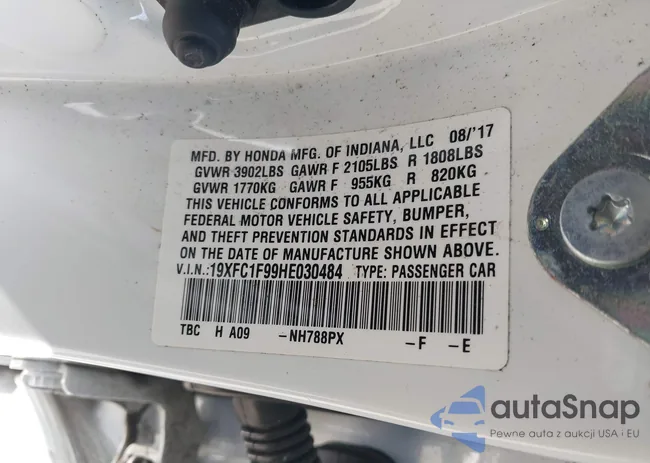 MFD. BY HONDA MFG. OF INDIANA, LLC 08/'17
GVWR 3902LBS GAWR F 2105LBS R 1808LBS
GVWR 1770KG GAWR F 955KG R 820KG
THIS VEHICLE CONFORMS TO ALL APPLICABLE
FEDERAL MOTOR VEHICLE SAFETY, BUMPER,
AND THEFT PREVENTION STANDARDS IN EFFECT
ON THE DATE OF MANUFACTURE SHOWN ABOVE.
V.I.N.:19XFC1F99HE030484 TYPE: PASSENGER CAR
TBC H A09 -NH788PX -F -E
autaSnap
Pewne auta z aukcji USA i EU